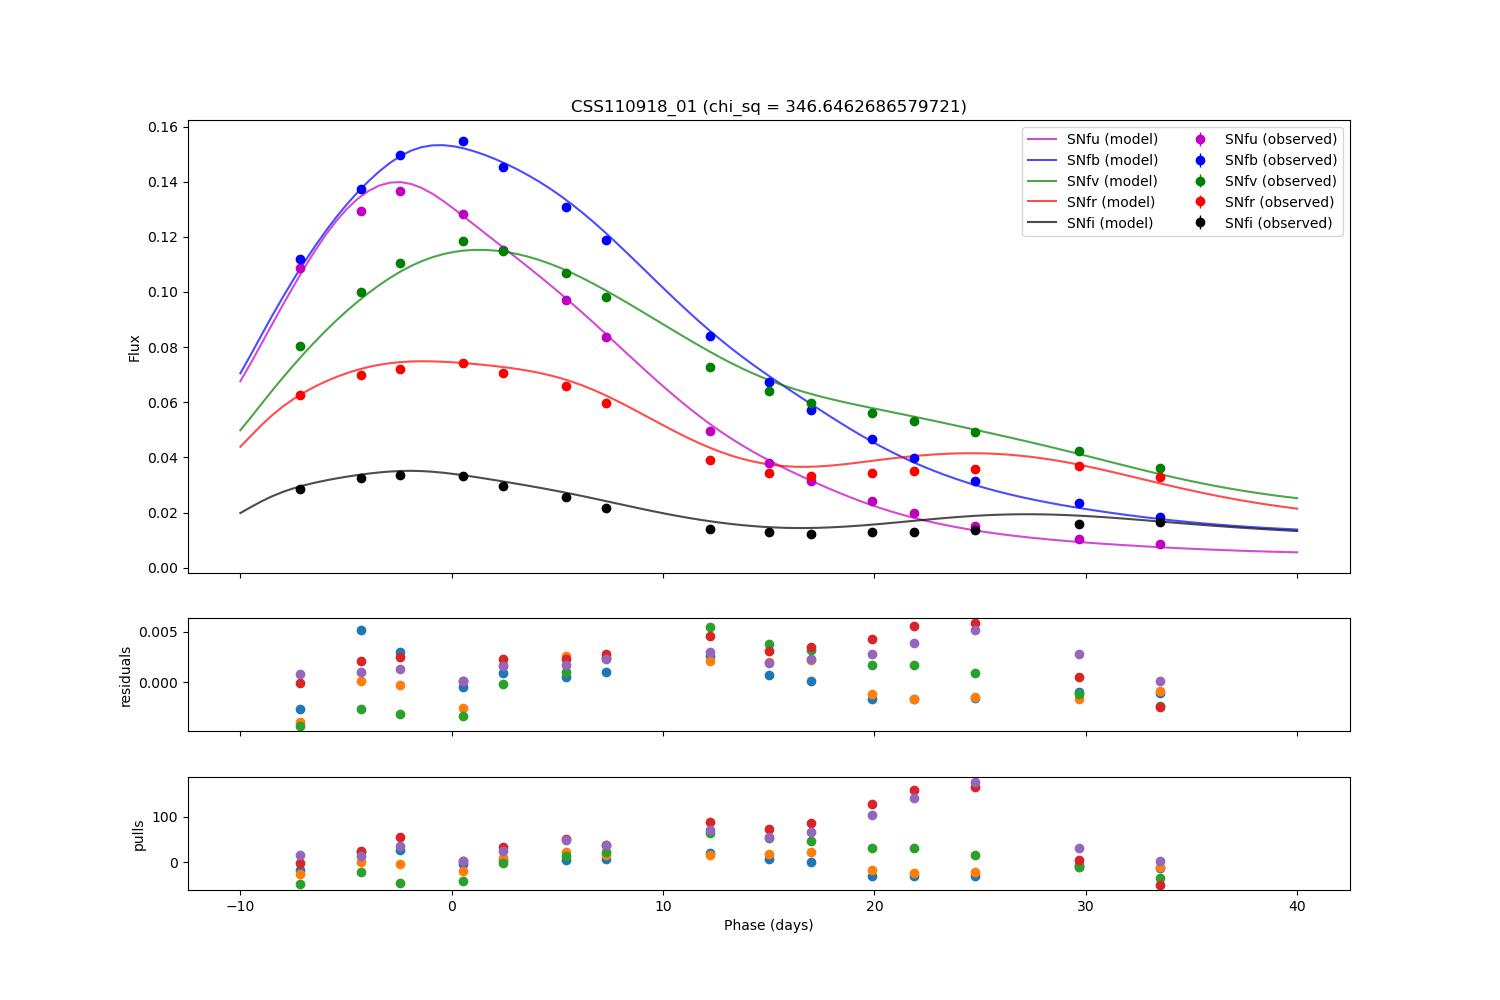 CSS110918_01 (chi_sq = 346.6462686579721)
0.16
0.14
0.12
0.10
0.08
0.06
0.04
0.02
0.00
Flux
SNfu (model) SNfu (observed)
SNfb (model) SNfb (observed)
SNfv (model) SNfv (observed)
SNfr (model) SNfr (observed)
SNfi (model) SNfi (observed)
0.005
0.000
residuals
100
0
pulls
−10 0 10 20 30 40
Phase (days)